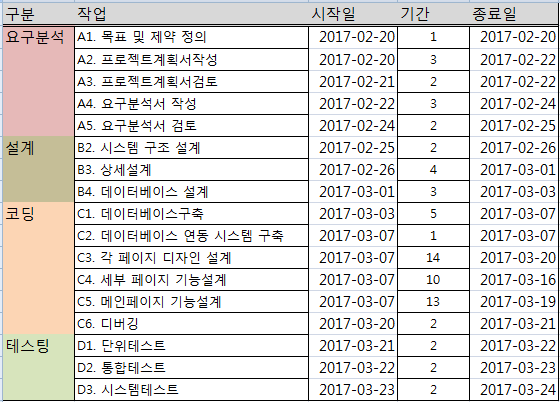 구분 작업 시작일 기간 종료일
요구분석 A1. 목표 및 제약 정의 2017-02-20 1 2017-02-20
A2. 프로젝트계획서작성 2017-02-20 3 2017-02-22
A3. 프로젝트계획서검토 2017-02-21 2 2017-02-22
A4. 요구분석서 작성 2017-02-22 3 2017-02-24
A5. 요구분석서 검토 2017-02-24 2 2017-02-25
설계 B2. 시스템 구조 설계 2017-02-25 2 2017-02-26
B3. 상세설계 2017-02-26 4 2017-03-01
B4. 데이터베이스 설계 2017-03-01 3 2017-03-03
코딩 C1. 데이터베이스구축 2017-03-03 5 2017-03-07
C2. 데이터베이스 연동 시스템 구축 2017-03-07 1 2017-03-07
C3. 각 페이지 디자인 설계 2017-03-07 14 2017-03-20
C4. 세부 페이지 기능설계 2017-03-07 10 2017-03-16
C5. 메인페이지 기능설계 2017-03-07 13 2017-03-19
C6. 디버깅 2017-03-20 2 2017-03-21
테스팅 D1. 단위테스트 2017-03-21 2 2017-03-22
D2. 통합테스트 2017-03-22 2 2017-03-23
D3. 시스템테스트 2017-03-23 2 2017-03-24